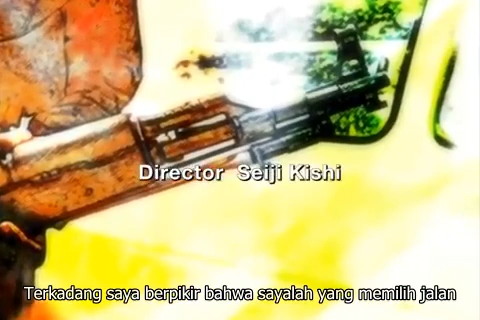 Director Seiji Kishi
Terkadang saya berpikir bahwa sayalah yang memilih jalan